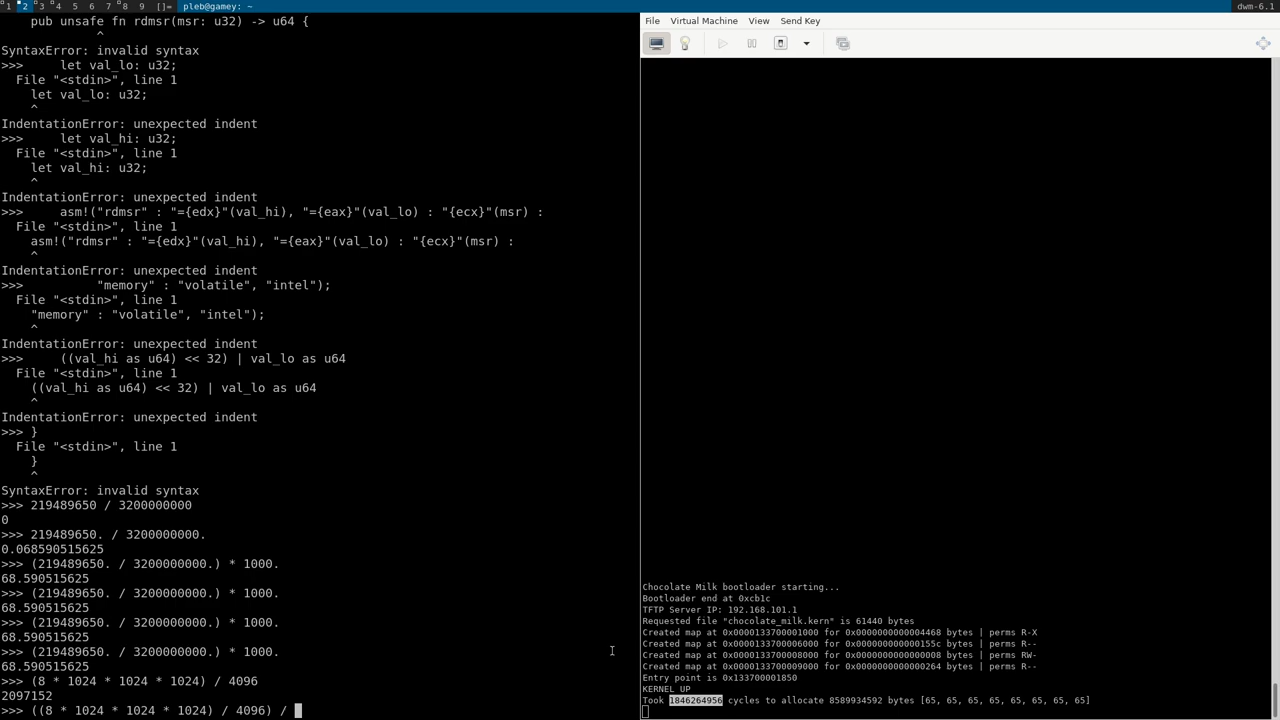 1 2 3 4 5 6 7 8 9 []= pleb@gamey: ~ dwm-6.1
    pub unsafe fn rdmsr(msr: u32) -> u64 {
             ^
SyntaxError: invalid syntax
>>>     let val_lo: u32;
  File "<stdin>", line 1
    let val_lo: u32;
    ^
IndentationError: unexpected indent
>>>     let val_hi: u32;
  File "<stdin>", line 1
    let val_hi: u32;
    ^
IndentationError: unexpected indent
>>>     asm!("rdmsr" : "={edx}"(val_hi), "={eax}"(val_lo) : "{ecx}"(msr) :
  File "<stdin>", line 1
    asm!("rdmsr" : "={edx}"(val_hi), "={eax}"(val_lo) : "{ecx}"(msr) :
    ^
IndentationError: unexpected indent
>>>          "memory" : "volatile", "intel");
  File "<stdin>", line 1
    "memory" : "volatile", "intel");
    ^
IndentationError: unexpected indent
>>>     ((val_hi as u64) << 32) | val_lo as u64
  File "<stdin>", line 1
    ((val_hi as u64) << 32) | val_lo as u64
    ^
IndentationError: unexpected indent
>>> }
  File "<stdin>", line 1
    }
    ^
SyntaxError: invalid syntax
>>> 219489650 / 3200000000
0
>>> 219489650. / 3200000000.
0.068590515625
>>> (219489650. / 3200000000.) * 1000.
68.590515625
>>> (219489650. / 3200000000.) * 1000.
68.590515625
>>> (219489650. / 3200000000.) * 1000.
68.590515625
>>> (219489650. / 3200000000.) * 1000.
68.590515625
>>> (8 * 1024 * 1024 * 1024) / 4096
2097152
>>> ((8 * 1024 * 1024 * 1024) / 4096) /
File Virtual Machine View Send Key
Chocolate Milk bootloader starting...
Bootloader end at 0xcb1c
TFTP Server IP: 192.168.101.1
Requested file "chocolate_milk.kern" is 61440 bytes
Created map at 0x0000133700001000 for 0x0000000000004468 bytes | perms R-X
Created map at 0x0000133700006000 for 0x000000000000155c bytes | perms R--
Created map at 0x0000133700008000 for 0x0000000000000008 bytes | perms RW-
Created map at 0x0000133700009000 for 0x0000000000000264 bytes | perms R--
Entry point is 0x133700001850
KERNEL UP
Took 1846264956 cycles to allocate 8589934592 bytes [65, 65, 65, 65, 65, 65, 65, 65]